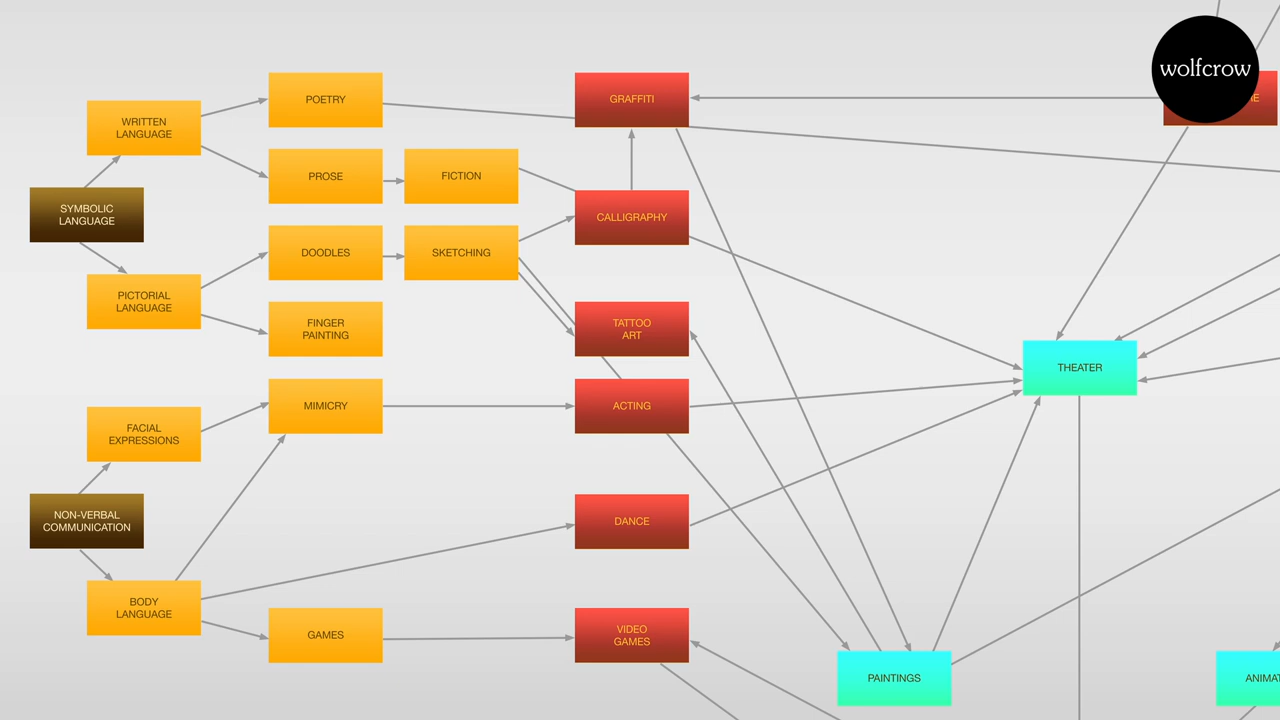 wolfcrow
POETRY
GRAFFITI
WRITTEN
LANGUAGE
PROSE
FICTION
SYMBOLIC
LANGUAGE
CALLIGRAPHY
DOODLES
SKETCHING
PICTORIAL
LANGUAGE
FINGER
PAINTING
TATTOO
ART
THEATER
MIMICRY
ACTING
FACIAL
EXPRESSIONS
NON-VERBAL
COMMUNICATION
DANCE
BODY
LANGUAGE
GAMES
VIDEO
GAMES
PAINTINGS
ANIMAT